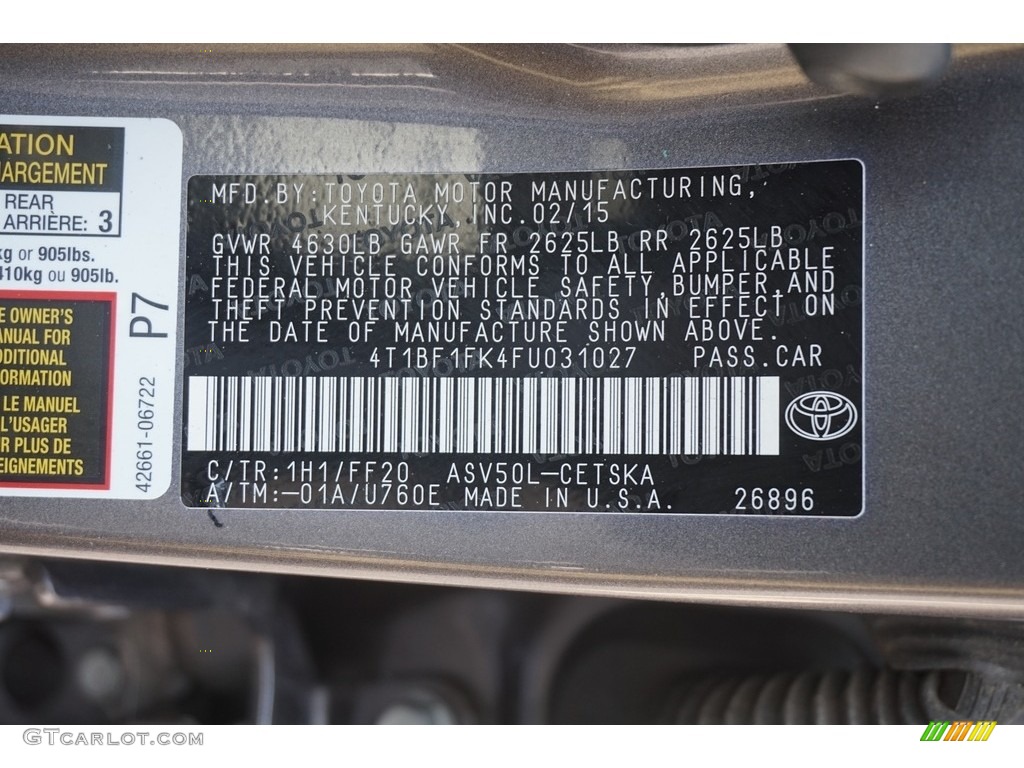 ATION
HARGEMENT
REAR
ARRIÈRE: 3
kg or 905lbs.
410kg ou 905lb.
E OWNER'S
ANUAL FOR
DDITIONAL
FORMATION
LE MANUEL
L'USAGER
R PLUS DE
EIGNEMENTS
P7
42661-06722
MFD.BY:TOYOTA MOTOR MANUFACTURING,
KENTUCKY, INC.02/15
GVWR 4630LB GAWR FR 2625LB RR 2625LB
THIS VEHICLE CONFORMS TO ALL APPLICABLE
FEDERAL MOTOR VEHICLE SAFETY,BUMPER,AND
THEFT PREVENTION STANDARDS IN EFFECT ON
THE DATE OF MANUFACTURE SHOWN ABOVE.
4T1BF1FK4FU031027 PASS.CAR
C/TR:1H1/FF20 ASV50L-CETSKA
A/TM:-01A/U760E MADE IN U.S.A. 26896
GTcarlot.com